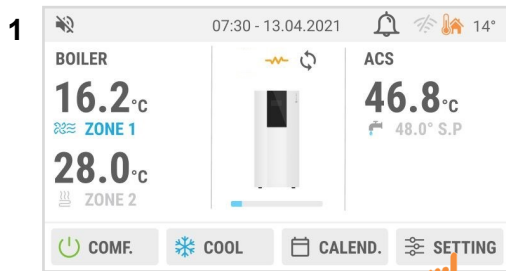 1
07:30 - 13.04.2021 14°
BOILER
16.2°C
ZONE 1
28.0°C
ZONE 2
ACS
46.8°C
48.0° S.P
COMF. COOL CALEND. SETTING